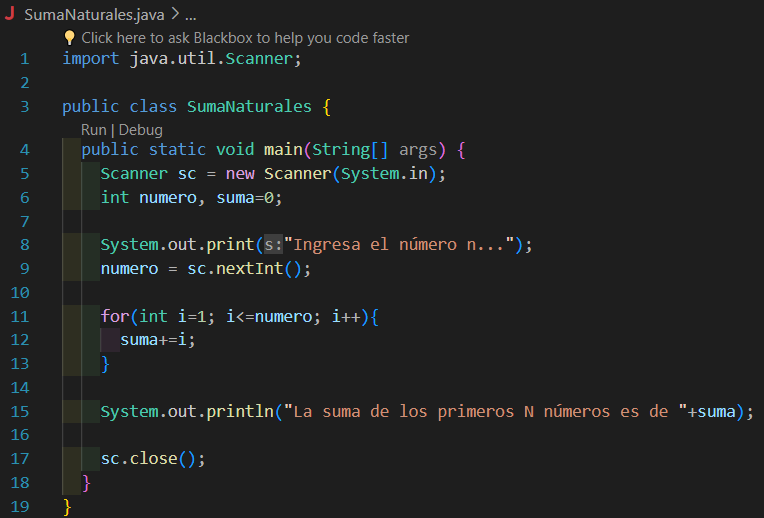 J SumaNaturales.java > ...
Click here to ask Blackbox to help you code faster
1 import java.util.Scanner;
2
3 public class SumaNaturales {
Run | Debug
4 public static void main(String[] args) {
5 Scanner sc = new Scanner(System.in);
6 int numero, suma=0;
7
8 System.out.print(s:"Ingresa el número n...");
9 numero = sc.nextInt();
10
11 for(int i=1; i<=numero; i++){
12 suma+=i;
13 }
14
15 System.out.println("La suma de los primeros N números es de "+suma);
16
17 sc.close();
18 }
19 }